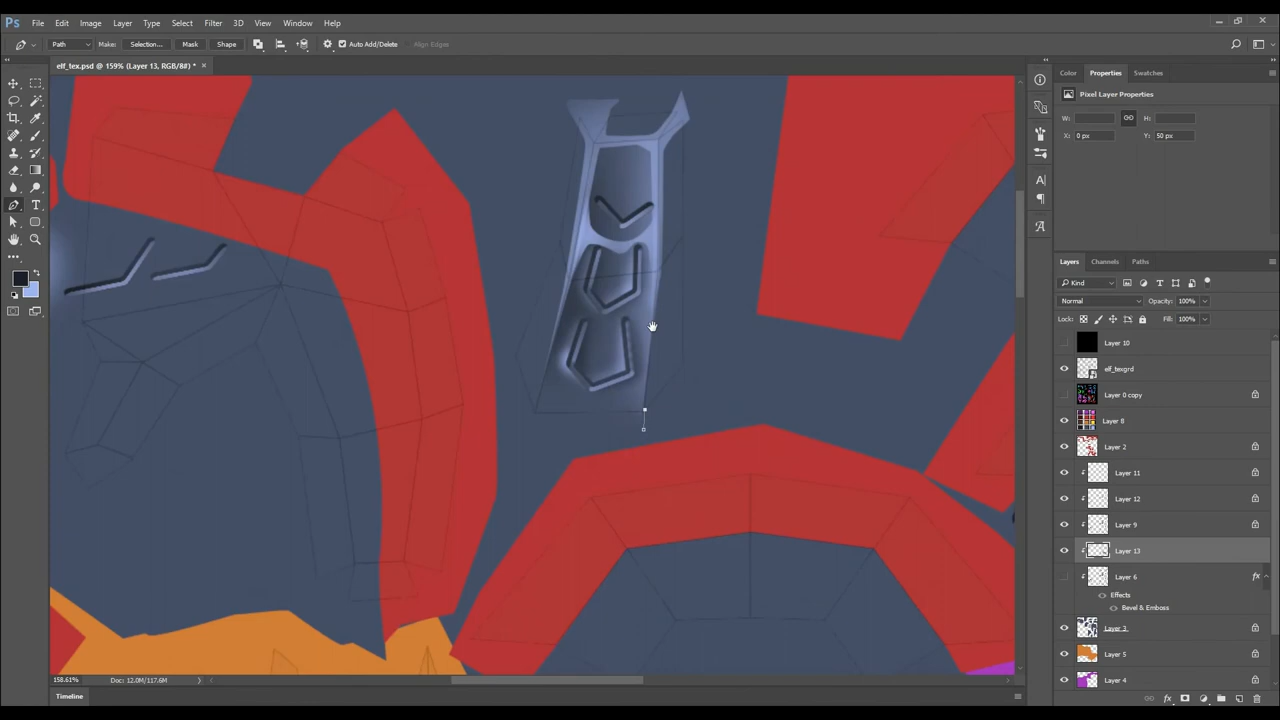 Ps File Edit Image Layer Type Select Filter 3D View Window Help
Path Make: Selection... Mask Shape Auto Add/Delete Align Edges
elf_tex.psd @ 159% (Layer 13, RGB/8#) * ×
Color Properties Swatches
Pixel Layer Properties
W: H:
X: 0 px Y: 50 px
Layers Channels Paths
Kind
Normal Opacity: 100%
Lock: Fill: 100%
Layer 10
elf_texgrd
Layer 0 copy
Layer 8
Layer 2
Layer 11
Layer 12
Layer 9
Layer 13
Layer 6 fx
Effects
Bevel & Emboss
Layer 3
Layer 5
Layer 4
158.61% Doc: 12.0M/117.6M
Timeline